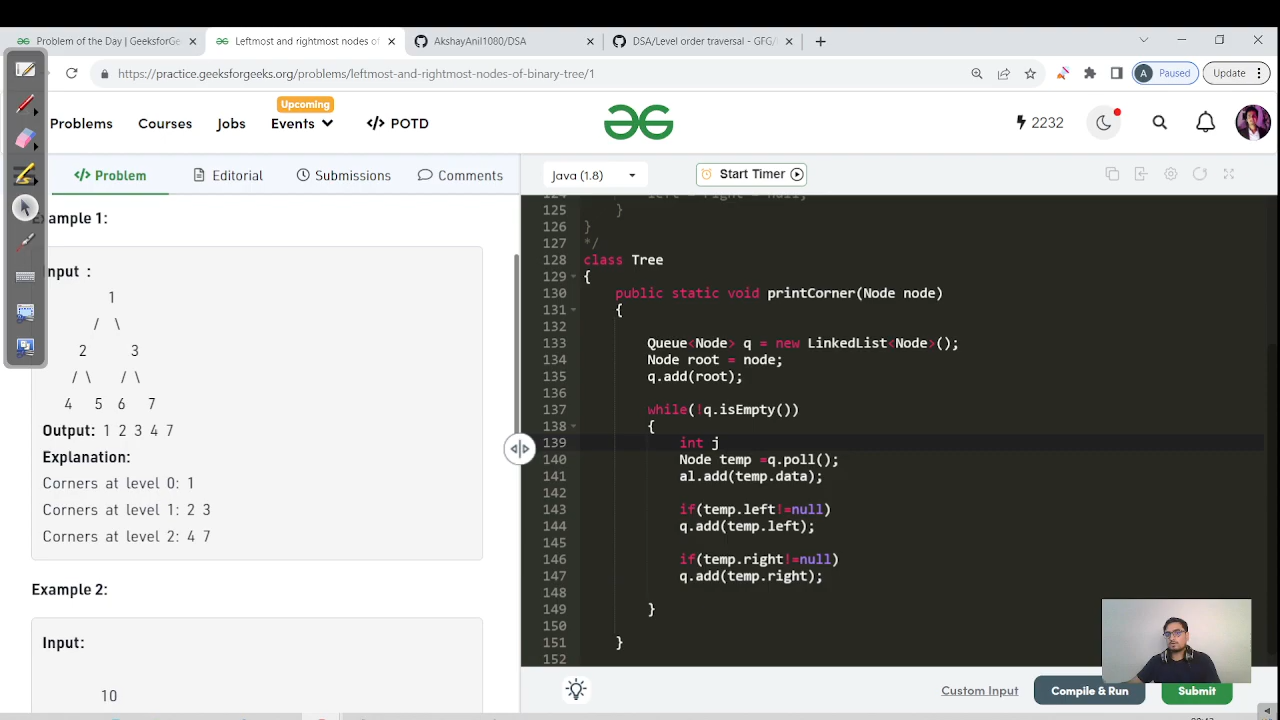 Problem of the Day | GeeksforGee
Leftmost and rightmost nodes of
AkashTamil1080/DSA
DSA/Level order traversal - GFG/
https://practice.geeksforgeeks.org/problems/leftmost-and-rightmost-nodes-of-binary-tree/1
A
Paused
Update
Upcoming
Problems
Courses
Jobs
Events
</> POTD
2232
</> Problem
Editorial
Submissions
Comments
Java (1.8)
Start Timer
Example 1:
Input :
1
/ \
2 3
/ \ / \
4 5 6 7
Output: 1 2 3 4 7
Explanation:
Corners at level 0: 1
Corners at level 1: 2 3
Corners at level 2: 4 7
Example 2:
Input:
10
125 }
126 }
127 */
128 class Tree
129 {
130 public static void printCorner(Node node)
131 {
132
133 Queue<Node> q = new LinkedList<Node>();
134 Node root = node;
135 q.add(root);
136
137 while(!q.isEmpty())
138 {
139 int j
140 Node temp =q.poll();
141 al.add(temp.data);
142
143 if(temp.left!=null)
144 q.add(temp.left);
145
146 if(temp.right!=null)
147 q.add(temp.right);
148
149 }
150
151 }
152
Custom Input
Compile & Run
Submit